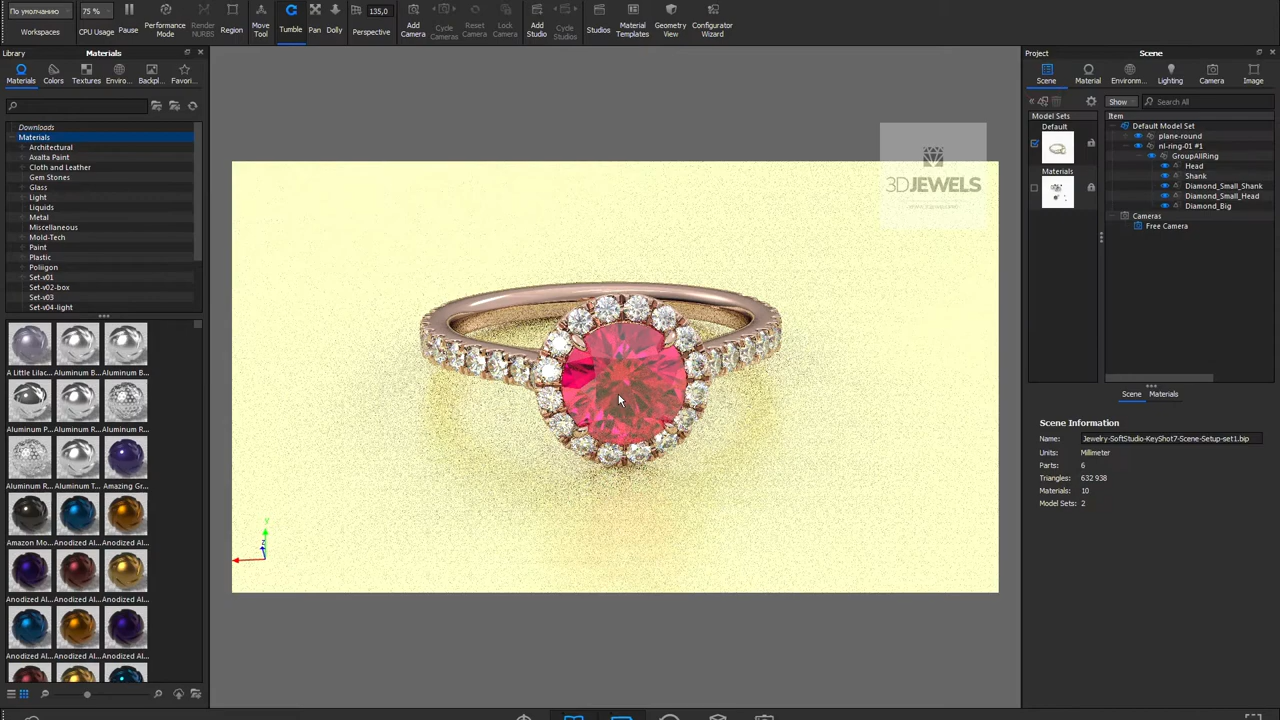 По умолчанию
75 %
135,0
Workspaces
CPU Usage
Pause
Performance Mode
Render NURBS
Region
Move Tool
Tumble
Pan
Dolly
Perspective
Add Camera
Cycle Cameras
Reset Camera
Lock Camera
Add Studio
Cycle Studios
Studios
Material Templates
Geometry View
Configurator Wizard
Library
Materials
Materials
Colors
Textures
Enviro...
Backpl...
Favori...
Downloads
Materials
Architectural
Axalta Paint
Cloth and Leather
Gem Stones
Glass
Light
Liquids
Metal
Miscellaneous
Mold-Tech
Paint
Plastic
Poliigon
Set-v01
Set-v02-box
Set-v03
Set-v04-light
A Little Lilac...
Aluminum B...
Aluminum B...
Aluminum P...
Aluminum R...
Aluminum R...
Aluminum R...
Aluminum T...
Amazing Gr...
Amazon Mo...
Anodized Al...
Anodized Al...
Anodized Al...
Anodized Al...
Anodized Al...
Anodized Al...
Anodized Al...
Anodized Al...
3DJEWELS
Y
Z
Project
Scene
Scene
Material
Environm...
Lighting
Camera
Image
Show
Search All
Model Sets
Default
Materials
Item
Default Model Set
plane-round
nl-ring-01 #1
GroupAllRing
Head
Shank
Diamond_Small_Shank
Diamond_Small_Head
Diamond_Big
Cameras
Free Camera
Scene
Materials
Scene Information
Name: Jewelry-SoftStudio-KeyShot7-Scene-Setup-set1.bip
Units: Millimeter
Parts: 6
Triangles: 632 938
Materials: 10
Model Sets: 2